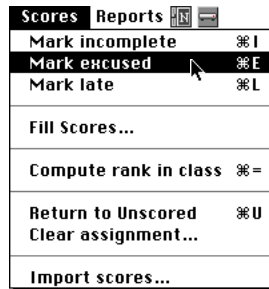 Scores Reports N
Mark incomplete ⌘I
Mark excused ⌘E
Mark late ⌘L
Fill Scores...
Compute rank in class ⌘=
Return to Unscored ⌘U
Clear assignment...
Import scores...